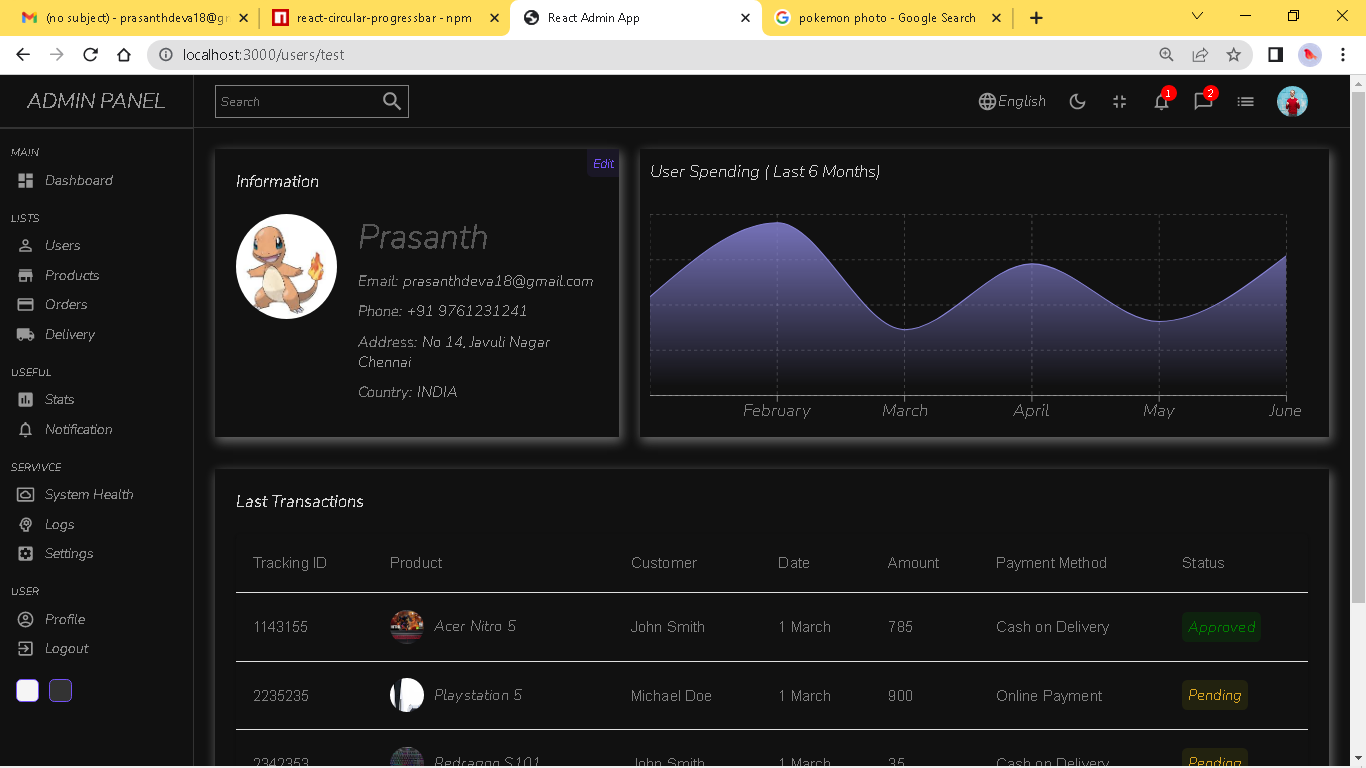 (no subject) - prasanthdeva18@gr
react-circular-progressbar - npm
React Admin App
pokemon photo - Google Search
localhost:3000/users/test
ADMIN PANEL
Search
English
1
2
MAIN
Dashboard
LISTS
Users
Products
Orders
Delivery
USEFUL
Stats
Notification
SERVIVCE
System Health
Logs
Settings
USER
Profile
Logout
Edit
Information
Prasanth
Email: prasanthdeva18@gmail.com
Phone: +91 9761231241
Address: No 14, Javuli Nagar
Chennai
Country: INDIA
User Spending ( Last 6 Months)
February March April May June
Last Transactions
Tracking ID Product Customer Date Amount Payment Method Status
1143155 Acer Nitro 5 John Smith 1 March 785 Cash on Delivery Approved
2235235 Playstation 5 Michael Doe 1 March 900 Online Payment Pending
2342353 Redragon S101 John Smith 1 March 35 Cash on Delivery Pending